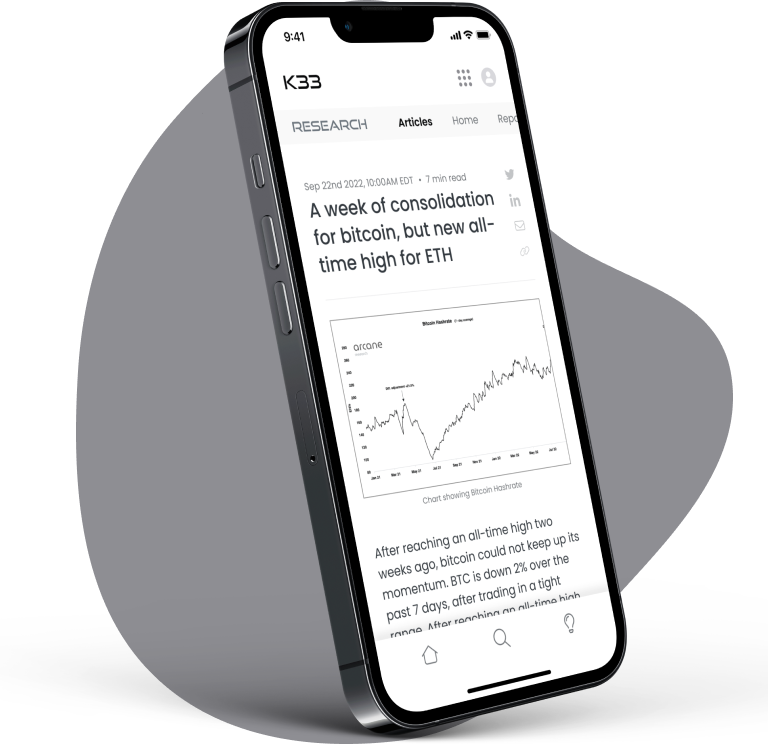 9:41
K33
RESEARCH Articles Home Repo
Sep 22nd 2022, 10:00AM EDT • 7 min read
A week of consolidation
for bitcoin, but new all-
time high for ETH
Bitcoin Hashrate
arcane
Chart showing Bitcoin Hashrate
After reaching an all-time high two
weeks ago, bitcoin could not keep up its
momentum. BTC is down 2% over the
past 7 days, after trading in a tight
range. After reaching an all-time high